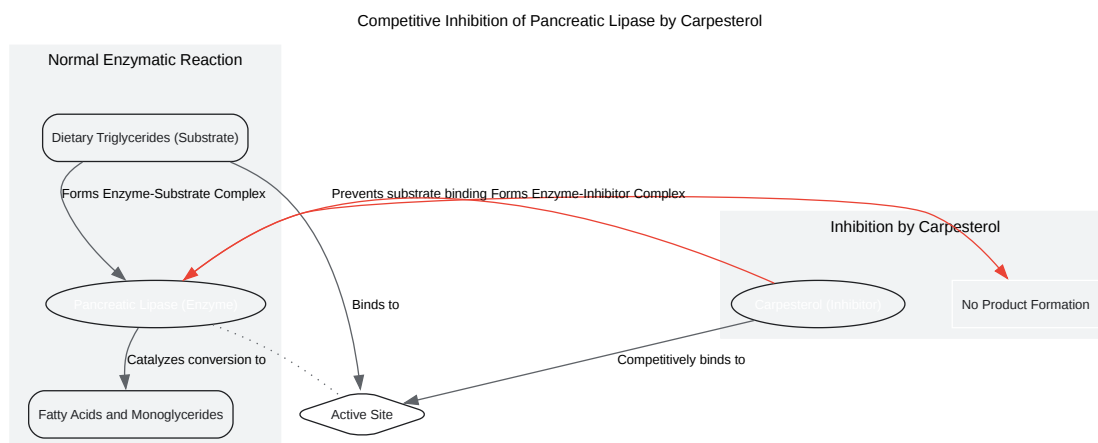 Competitive Inhibition of Pancreatic Lipase by Carpesterol
Normal Enzymatic Reaction
Dietary Triglycerides (Substrate)
Forms Enzyme-Substrate Complex
Prevents substrate binding
Forms Enzyme-Inhibitor Complex
Inhibition by Carpesterol
Pancreatic Lipase (Enzyme)
Binds to
Carpesterol (Inhibitor)
No Product Formation
Catalyzes conversion to
Competitively binds to
Fatty Acids and Monoglycerides
Active Site